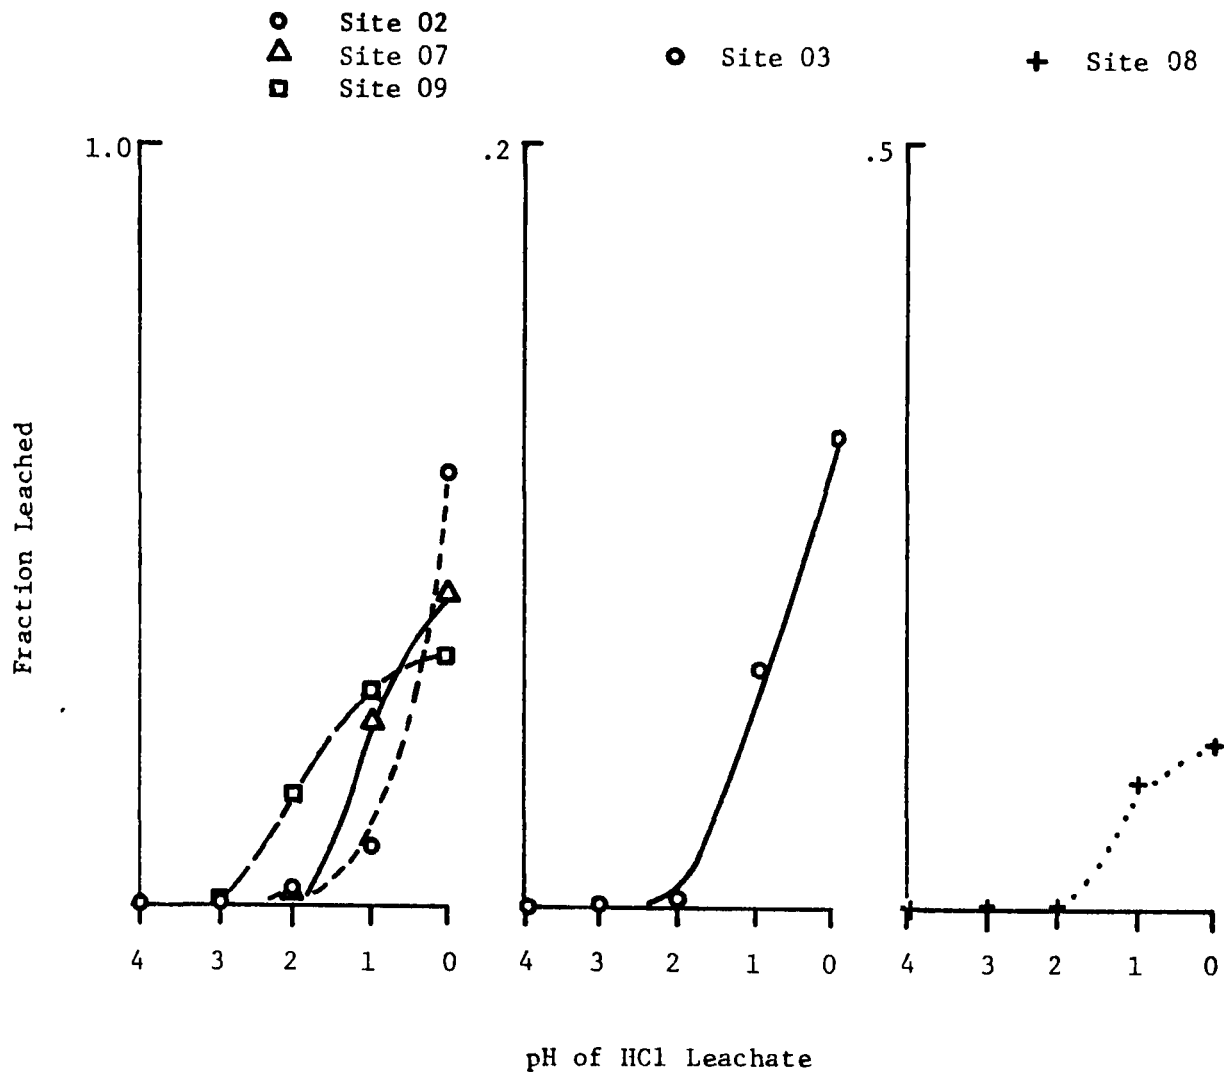 Site 02
Site 07
Site 09
Site 03
Site 08
1.0
.2
.5
Fraction Leached
4 3 2 1 0
4 3 2 1 0
4 3 2 1 0
pH of HCl Leachate